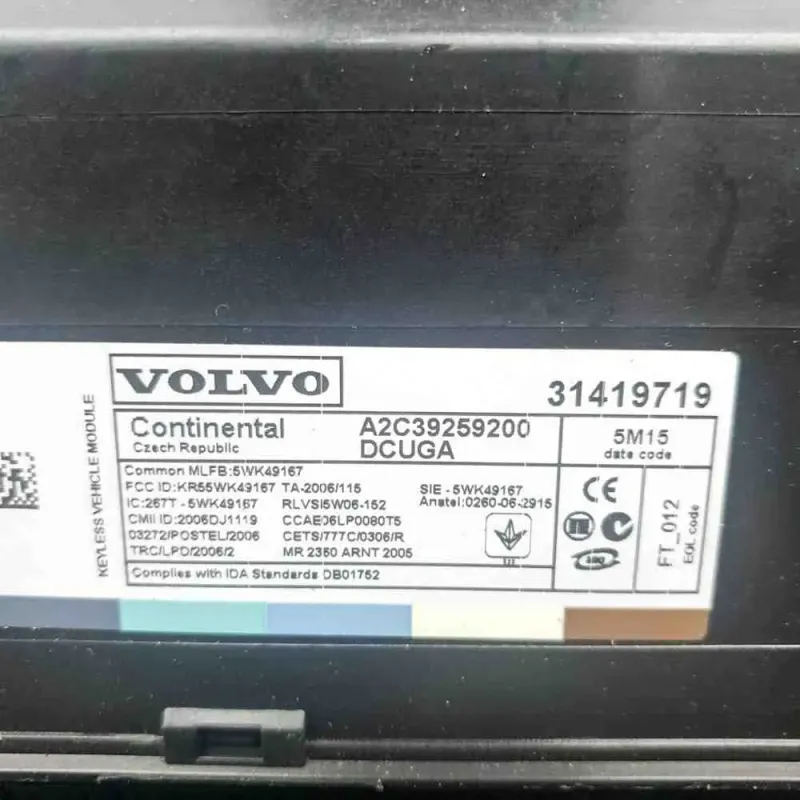 VOLVO 31419719
Continental A2C39259200
Czech Republic DCUGA
5M15
date code
KEYLESS VEHICLE MODULE
Common MLFB:5WK49167
FCC ID:KR55WK49167 TA-2006/115 SIE - 5WK49167
IC:267T - 5WK49167 RLVSI5W06-152 Anatel:0260-06-2915
CMII ID:2006DJ1119 CCAE06LP0080T5
03272/POSTEL/2006 CETS/777C/0306/R
TRC/LPD/2006/2 MR 2350 ARNT 2005
Complies with IDA Standards DB01752
CE
FT_012
EOL code